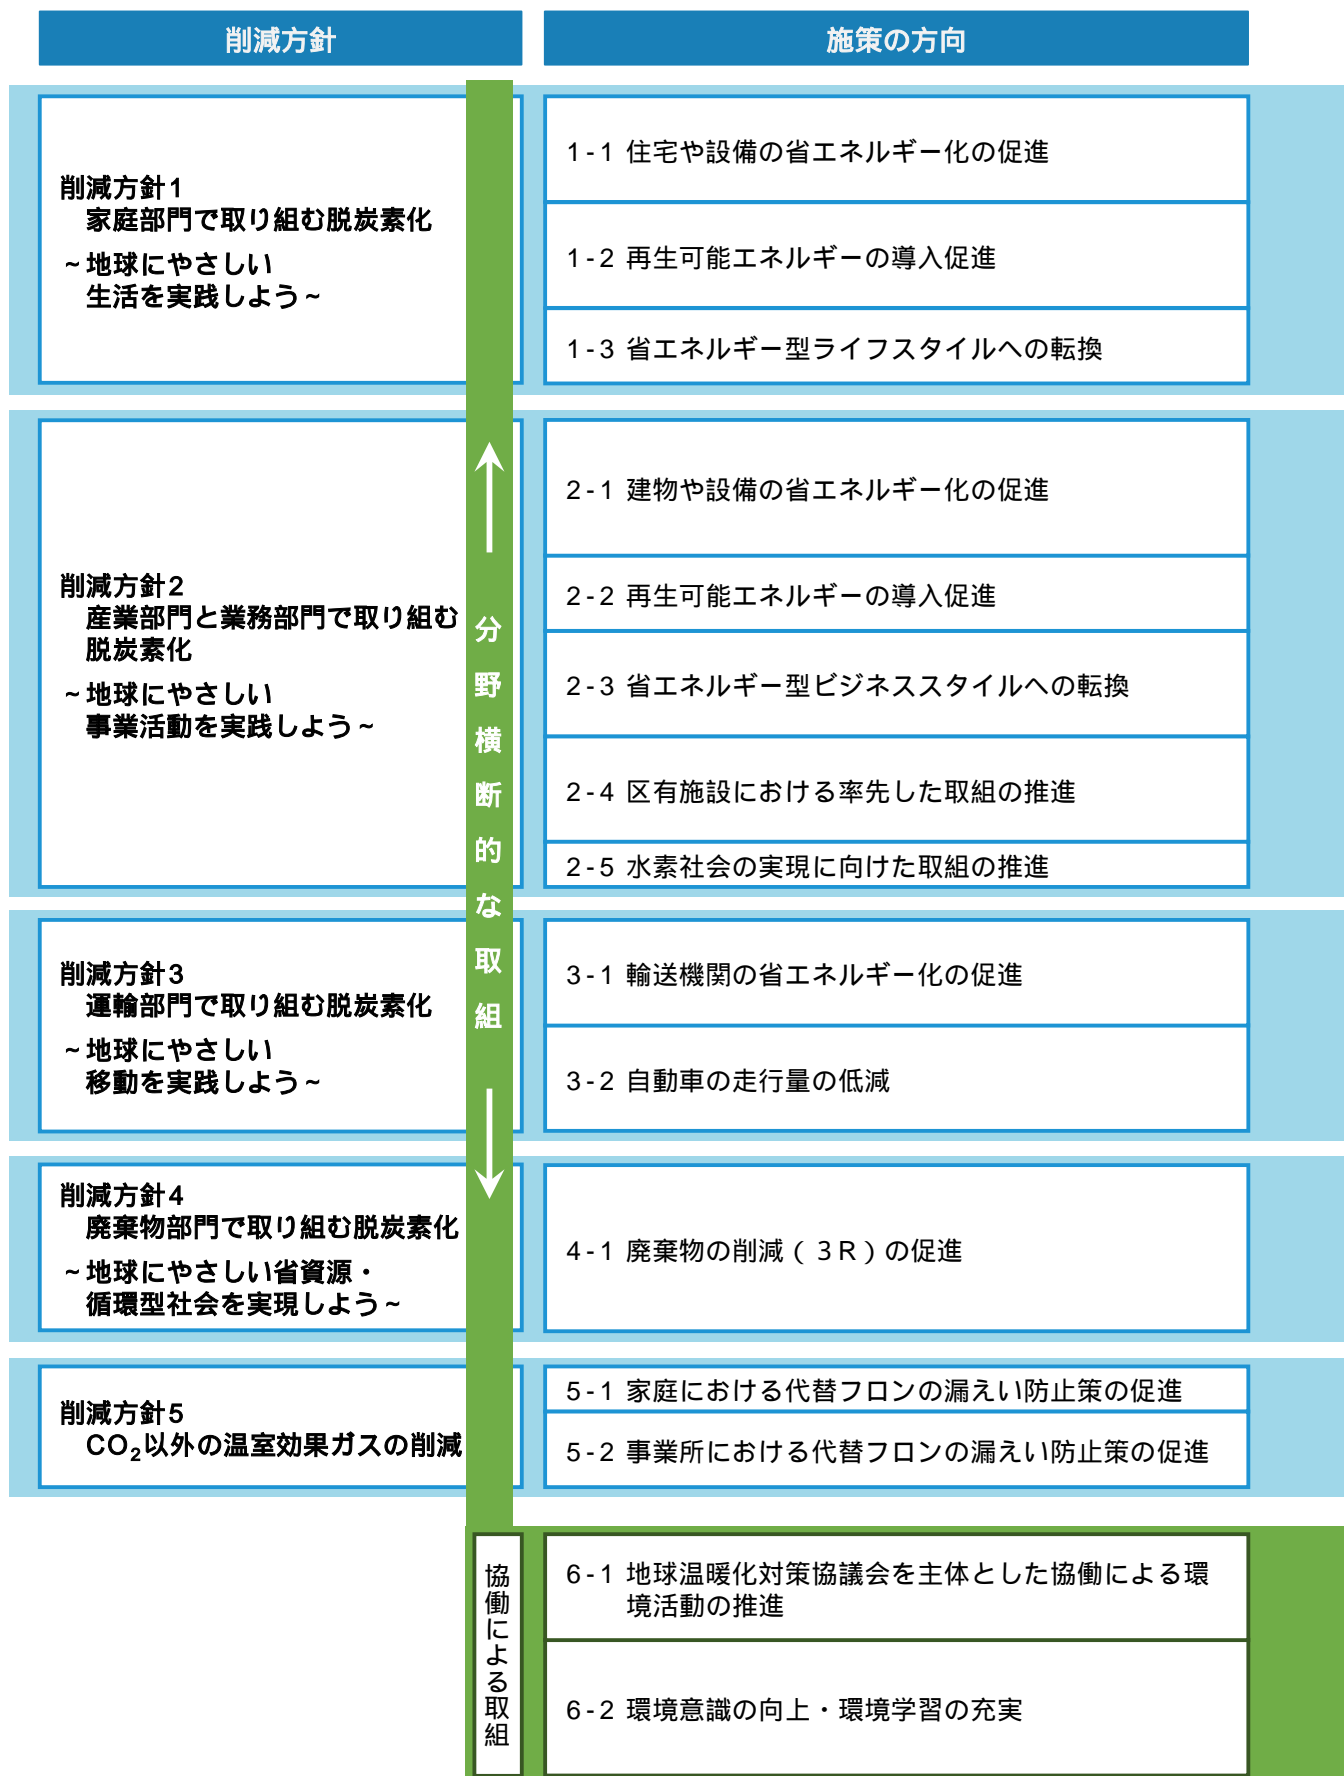 削減方針
施策の方向
削減方針1
家庭部門で取り組む脱炭素化
~地球にやさしい
生活を実践しよう~
1-1 住宅や設備の省エネルギー化の促進
1-2 再生可能エネルギーの導入促進
1-3 省エネルギー型ライフスタイルへの転換
削減方針2
産業部門と業務部門で取り組む
脱炭素化
~地球にやさしい
事業活動を実践しよう~
2-1 建物や設備の省エネルギー化の促進
2-2 再生可能エネルギーの導入促進
2-3 省エネルギー型ビジネススタイルへの転換
2-4 区有施設における率先した取組の推進
2-5 水素社会の実現に向けた取組の推進
分野横断的な取組
削減方針3
運輸部門で取り組む脱炭素化
~地球にやさしい
移動を実践しよう~
3-1 輸送機関の省エネルギー化の促進
3-2 自動車の走行量の低減
削減方針4
廃棄物部門で取り組む脱炭素化
~地球にやさしい省資源・
循環型社会を実現しよう~
4-1 廃棄物の削減(3R)の促進
削減方針5
CO₂以外の温室効果ガスの削減
5-1 家庭における代替フロンの漏えい防止策の促進
5-2 事業所における代替フロンの漏えい防止策の促進
協働による取組
6-1 地球温暖化対策協議会を主体とした協働による環
境活動の推進
6-2 環境意識の向上・環境学習の充実